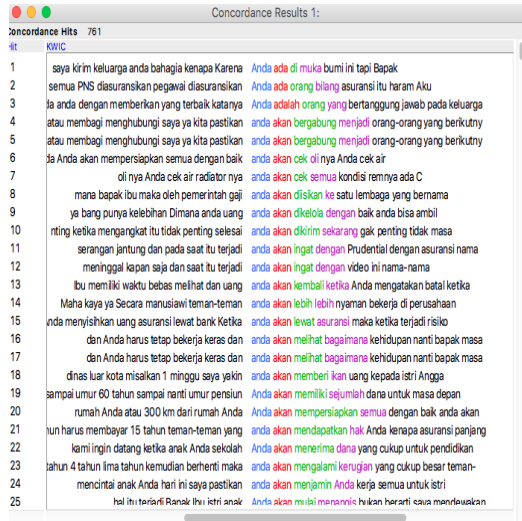 Concordance Results 1:
Concordance Hits 761
Hit KWIC
1 saya kirim keluarga anda bahagia kenapa Karena Anda ada di muka bumi ini tapi Bapak
2 semua PNS diasuransikan pegawai diasuransikan Anda ada orang bilang asuransi itu haram Aku
3 da anda dengan memberikan yang terbaik katanya Anda adalah orang yang bertanggung jawab pada keluarga
4 atau membagi menghubungi saya ya kita pastikan anda akan bergabung menjadi orang-orang yang berikutny
5 atau membagi menghubungi saya ya kita pastikan anda akan bergabung menjadi orang-orang yang berikutny
6 da Anda akan mempersiapkan semua dengan baik anda akan cek oli nya Anda cek air
7 oli nya Anda cek air radiator nya anda akan cek semua kondisi remnya ada C
8 mana bapak ibu maka oleh pemerintah gaji anda akan diisikan ke satu lembaga yang bernama
9 ya bang punya kelebihan Dimana anda uang anda akan dikelola dengan baik anda bisa ambil
10 nting ketika mengangkat itu tidak penting selesai anda akan dikirim sekarang gak penting tidak masa
11 serangan jantung dan pada saat itu terjadi anda akan ingat dengan Prudential dengan asuransi nama
12 meninggal kapan saja dan saat itu terjadi anda akan ingat dengan video ini nama-nama
13 Ibu memiliki waktu bebas melihat dan uang anda akan kembali ketika Anda mengatakan batal ketika
14 Maha kaya ya Secara manusiawi teman-teman anda akan lebih lebih nyaman bekerja di perusahaan
15 nda menyisihkan uang asuransi lewat bank Ketika anda akan lewat asuransi maka ketika terjadi risiko
16 dan Anda harus tetap bekerja keras dan anda akan melihat bagaimana kehidupan nanti bapak masa
17 dan Anda harus tetap bekerja keras dan anda akan melihat bagaimana kehidupan nanti bapak masa
18 dinas luar kota misalkan 1 minggu saya yakin anda akan memberi ikan uang kepada istri Angga
19 sampai umur 60 tahun sampai nanti umur pensiun Anda akan memiliki sejumlah dana untuk masa depan
20 rumah Anda atau 300 km dari rumah Anda Anda akan mempersiapkan semua dengan baik anda akan
21 un harus membayar 15 tahun teman-teman yang anda akan mendapatkan hak Anda kenapa asuransi panjang
22 kami ingin datang ketika anak Anda sekolah Anda akan menerima dana yang cukup untuk pendidikan
23 tahun 4 tahun lima tahun kemudian berhenti maka anda akan mengalami kerugian yang cukup besar teman-
24 mencintai anak Anda hari ini saya pastikan anda akan menjamin Anda kerja semua untuk istri
25 hal itu terjadi Bapak Ibu istri anak Anda akan mulai menangis bukan berarti saya mendewakan